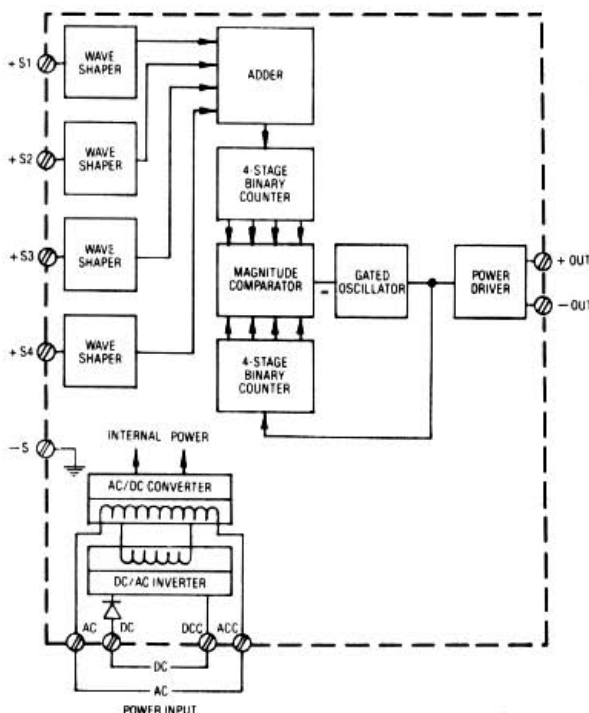 + S1
WAVE
SHAPER
ADDER
+ S2
WAVE
SHAPER
4-STAGE
BINARY
COUNTER
+ S3
WAVE
SHAPER
MAGNITUDE
COMPARATOR
=
GATED
OSCILLATOR
POWER
DRIVER
+ OUT
− OUT
+ S4
WAVE
SHAPER
4-STAGE
BINARY
COUNTER
− S
INTERNAL POWER
AC/DC CONVERTER
DC/AC INVERTER
AC DC DCC ACC
DC
AC
POWER INPUT